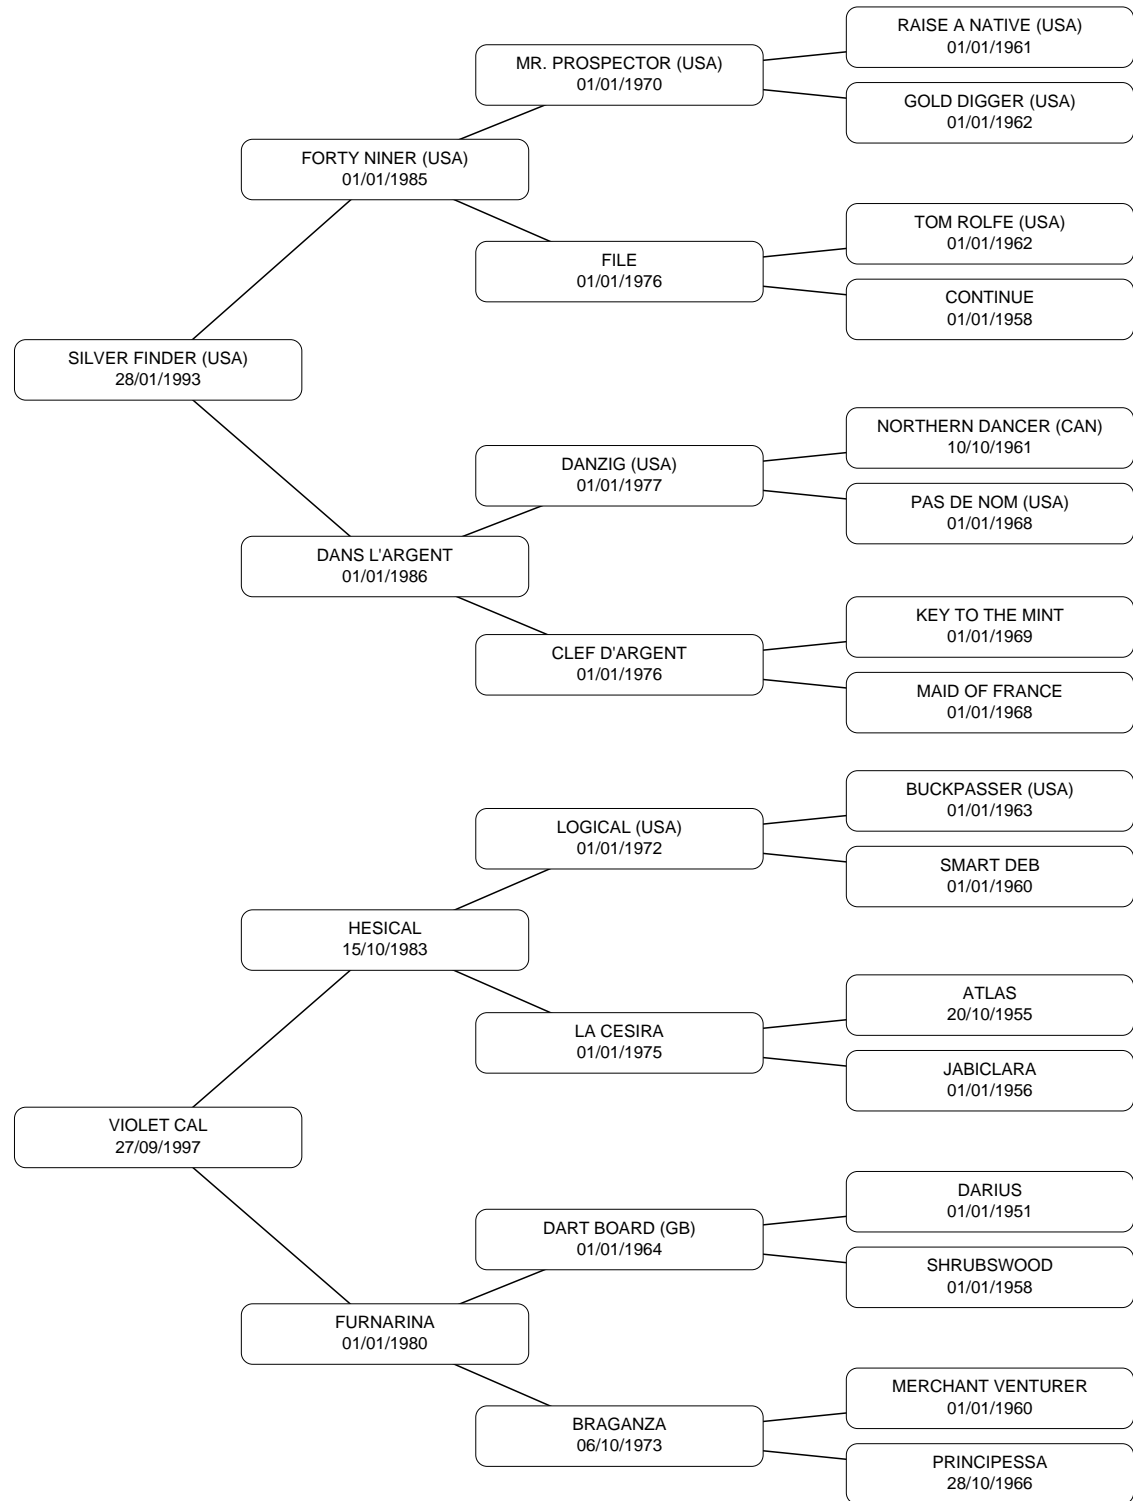 RAISE A NATIVE (USA)
01/01/1961
MR. PROSPECTOR (USA)
01/01/1970
GOLD DIGGER (USA)
01/01/1962
FORTY NINER (USA)
01/01/1985
TOM ROLFE (USA)
01/01/1962
FILE
01/01/1976
CONTINUE
01/01/1958
SILVER FINDER (USA)
28/01/1993
NORTHERN DANCER (CAN)
10/10/1961
DANZIG (USA)
01/01/1977
PAS DE NOM (USA)
01/01/1968
DANS L'ARGENT
01/01/1986
KEY TO THE MINT
01/01/1969
CLEF D'ARGENT
01/01/1976
MAID OF FRANCE
01/01/1968
BUCKPASSER (USA)
01/01/1963
LOGICAL (USA)
01/01/1972
SMART DEB
01/01/1960
HESICAL
15/10/1983
ATLAS
20/10/1955
LA CESIRA
01/01/1975
JABICLARA
01/01/1956
VIOLET CAL
27/09/1997
DARIUS
01/01/1951
DART BOARD (GB)
01/01/1964
SHRUBSWOOD
01/01/1958
FURNARINA
01/01/1980
MERCHANT VENTURER
01/01/1960
BRAGANZA
06/10/1973
PRINCIPESSA
28/10/1966